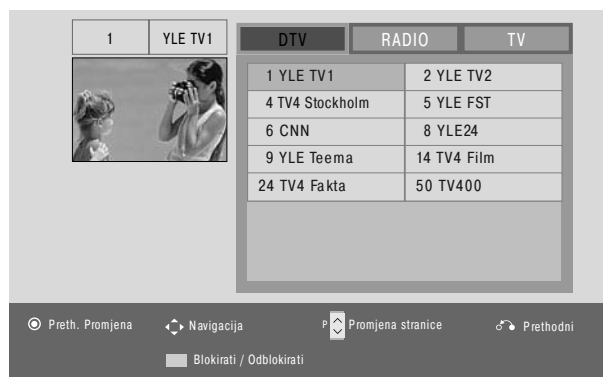 1 YLE TV1
DTV RADIO TV
1 YLE TV1 2 YLE TV2
4 TV4 Stockholm 5 YLE FST
6 CNN 8 YLE24
9 YLE Teema 14 TV4 Film
24 TV4 Fakta 50 TV400
Preth. Promjena Navigacija P Promjena stranice Prethodni
Blokirati / Odblokirati